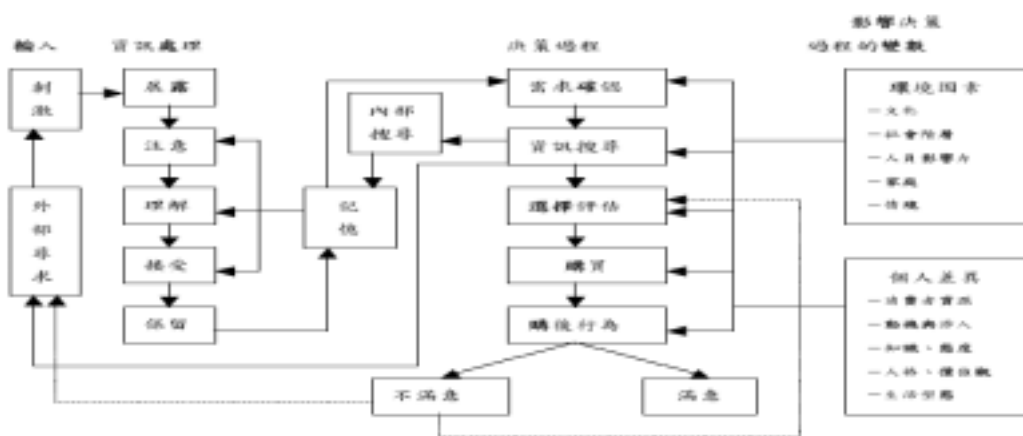 輸入
資訊處理
決策過程
影響決策
過程的變數
刺
激
外
部
尋
求
展露
注意
理解
接受
保留
內部
搜尋
記
憶
需求確認
資訊搜尋
選擇評估
購買
購後行為
不滿意
滿意
環境因素
—文化
—社會階層
—人員影響力
—家庭
—情境
個人差異
—消費者資源
—動機與涉入
—知識、態度
—人格、價值觀
—生活型態